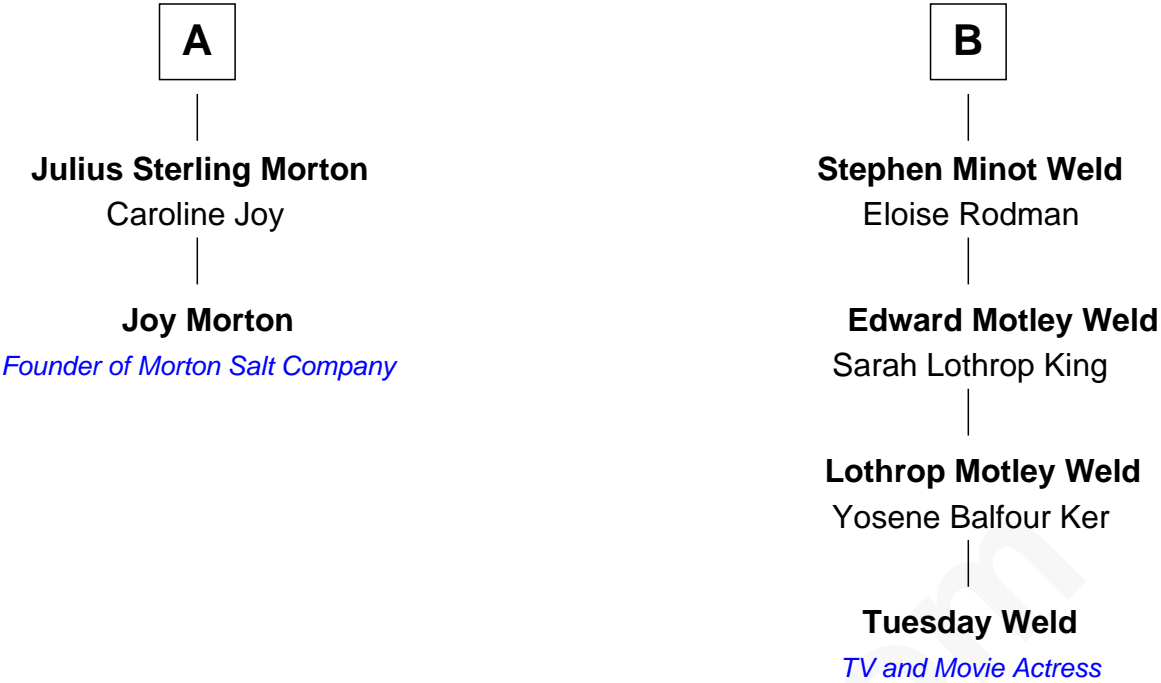 A
Julius Sterling Morton
Caroline Joy
Joy Morton
Founder of Morton Salt Company
B
Stephen Minot Weld
Eloise Rodman
Edward Motley Weld
Sarah Lothrop King
Lothrop Motley Weld
Yosene Balfour Ker
Tuesday Weld
TV and Movie Actress